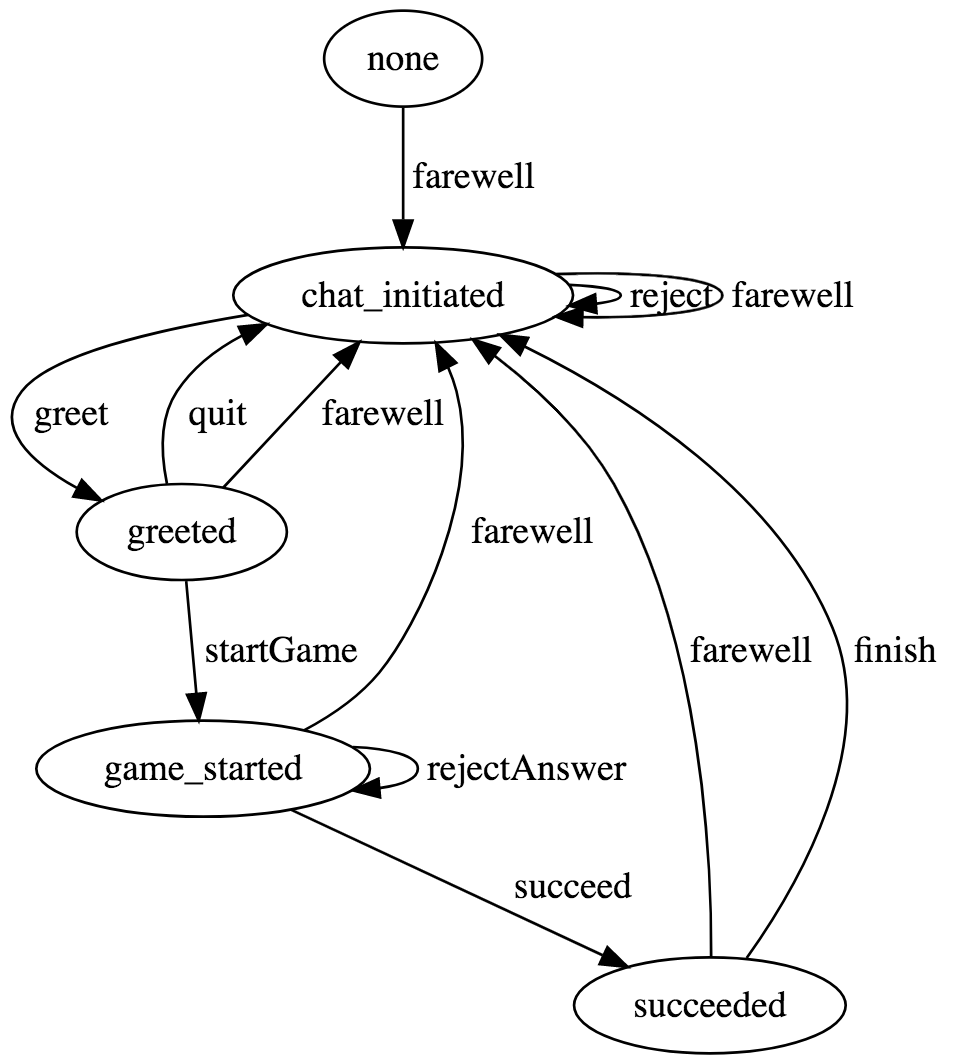 none
farewell
chat_initiated
reject
farewell
greet
quit
farewell
greeted
farewell
startGame
farewell
finish
game_started
rejectAnswer
succeed
succeeded